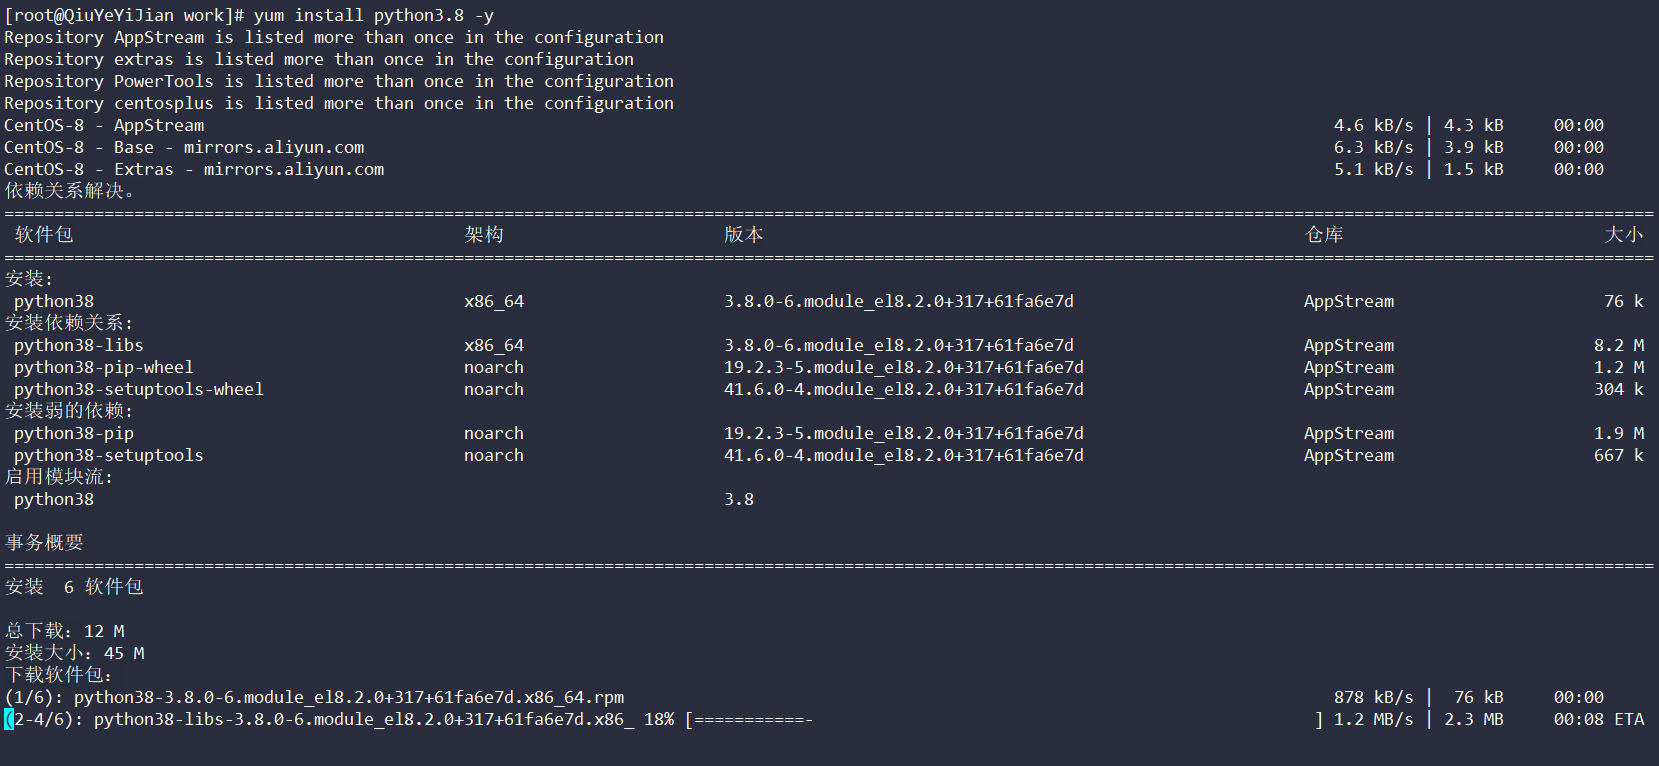 [root@QiuYeYiJian work]# yum install python3.8 -y
Repository AppStream is listed more than once in the configuration
Repository extras is listed more than once in the configuration
Repository PowerTools is listed more than once in the configuration
Repository centosplus is listed more than once in the configuration
CentOS-8 - AppStream 4.6 kB/s | 4.3 kB 00:00
CentOS-8 - Base - mirrors.aliyun.com 6.3 kB/s | 3.9 kB 00:00
CentOS-8 - Extras - mirrors.aliyun.com 5.1 kB/s | 1.5 kB 00:00
依赖关系解决。
=====================================================================================================================================================================
软件包 架构 版本 仓库 大小
=====================================================================================================================================================================
安装:
python38 x86_64 3.8.0-6.module_el8.2.0+317+61fa6e7d AppStream 76 k
安装依赖关系:
python38-libs x86_64 3.8.0-6.module_el8.2.0+317+61fa6e7d AppStream 8.2 M
python38-pip-wheel noarch 19.2.3-5.module_el8.2.0+317+61fa6e7d AppStream 1.2 M
python38-setuptools-wheel noarch 41.6.0-4.module_el8.2.0+317+61fa6e7d AppStream 304 k
安装弱的依赖:
python38-pip noarch 19.2.3-5.module_el8.2.0+317+61fa6e7d AppStream 1.9 M
python38-setuptools noarch 41.6.0-4.module_el8.2.0+317+61fa6e7d AppStream 667 k
启用模块流:
python38 3.8
事务概要
=====================================================================================================================================================================
安装 6 软件包
总下载：12 M
安装大小：45 M
下载软件包：
(1/6): python38-3.8.0-6.module_el8.2.0+317+61fa6e7d.x86_64.rpm 878 kB/s | 76 kB 00:00
(2-4/6): python38-libs-3.8.0-6.module_el8.2.0+317+61fa6e7d.x86_ 18% [===========- ] 1.2 MB/s | 2.3 MB 00:08 ETA